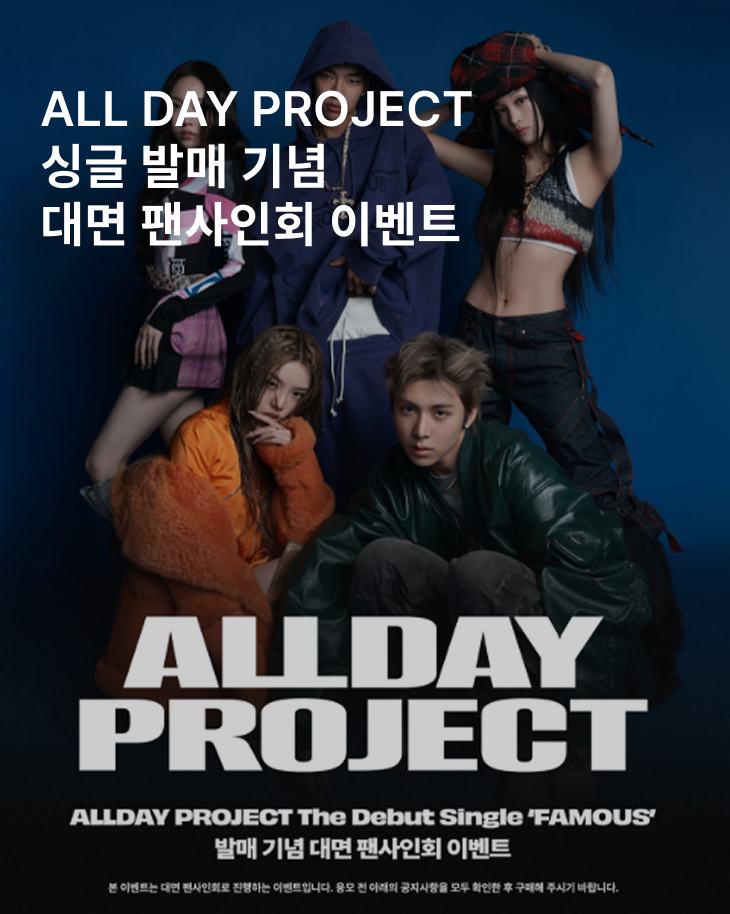 ALL DAY PROJECT
싱글 발매 기념
대면 팬사인회 이벤트
ALLDAY
PROJECT
ALLDAY PROJECT The Debut Single ‘FAMOUS’
발매 기념 대면 팬사인회 이벤트
본 이벤트는 대면 팬사인회로 진행하는 이벤트입니다. 응모 전 아래의 공지사항을 모두 확인한 후 구매해 주시기 바랍니다.